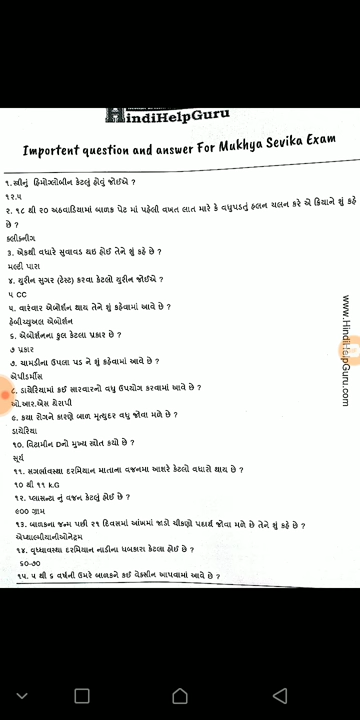 HindiHelpGuru
Importent question and answer For Mukhya Sevika Exam
૧. સ્ત્રીનું હિમોગ્લોબીન કેટલું હોવું જોઈએ ?
૧૨.૫
૨. ૧૮ થી ૨૦ અઠવાડિયામાં બાળક પેટ માં પહેલી વખત લાત મારે કે વધુપડતું હલન ચલન કરે એ ક્રિયાને શું કહે
છે ?
ક્લીકનીંગ
૩. એકથી વધારે સુવાવડ થઇ હોઈ તેને શું કહે છે ?
મલ્ટી પારા
૪. યુરીન સુગર (ટેસ્ટ) કરવા કેટલો યુરીન જોઈએ ?
૫ CC
૫. વારંવાર એબોર્શન થાય તેને શું કહેવામાં આવે છે ?
હેબીચ્યુઅલ એબોર્શન
૬. એબોર્શનના કુલ કેટલા પ્રકાર છે ?
૭ પ્રકાર
૭. ચામડીના ઉપલા પડ ને શું કહેવામાં આવે છે ?
એપીડર્મીસ
૮. ડાયેરિયામાં કઈ સારવારનો વધુ ઉપયોગ કરવામાં આવે છે ?
ઓ.આર.એસ થેરાપી
૯. કયા રોગને કારણે બાળ મૃત્યુદર વધુ જોવા મળે છે ?
ડાયેરિયા
૧૦. વિટામીન Dનો મુખ્ય સ્રોત કયો છે ?
સૂર્ય
૧૧. સગર્ભાવસ્થા દરમિયાન માતાના વજનમા આશરે કેટલો વધારો થાય છે ?
૧૦ થી ૧૧ k.G
૧૨. પ્લાસન્ટા નું વજન કેટલું હોઈ છે ?
૯૦૦ ગ્રામ
૧૩. બાળકના જન્મ પછી ૨૧ દિવસમાં આંખમાં જાડો ચીકણો પદાર્થ જોવા મળે છે તેને શું કહે છે ?
એપ્થાલ્મીયાનીઓનેટ્રમ
૧૪. વૃધ્ધાવસ્થા દરમિયાન નાડીના ધબકારા કેટલા હોઈ છે ?
૬૦-૭૦
૧૫. ૫ થી ૬ વર્ષની ઉમરે બાળકને કઈ વેક્સીન આપવામાં આવે છે ?
www.HindiHelpGuru.com